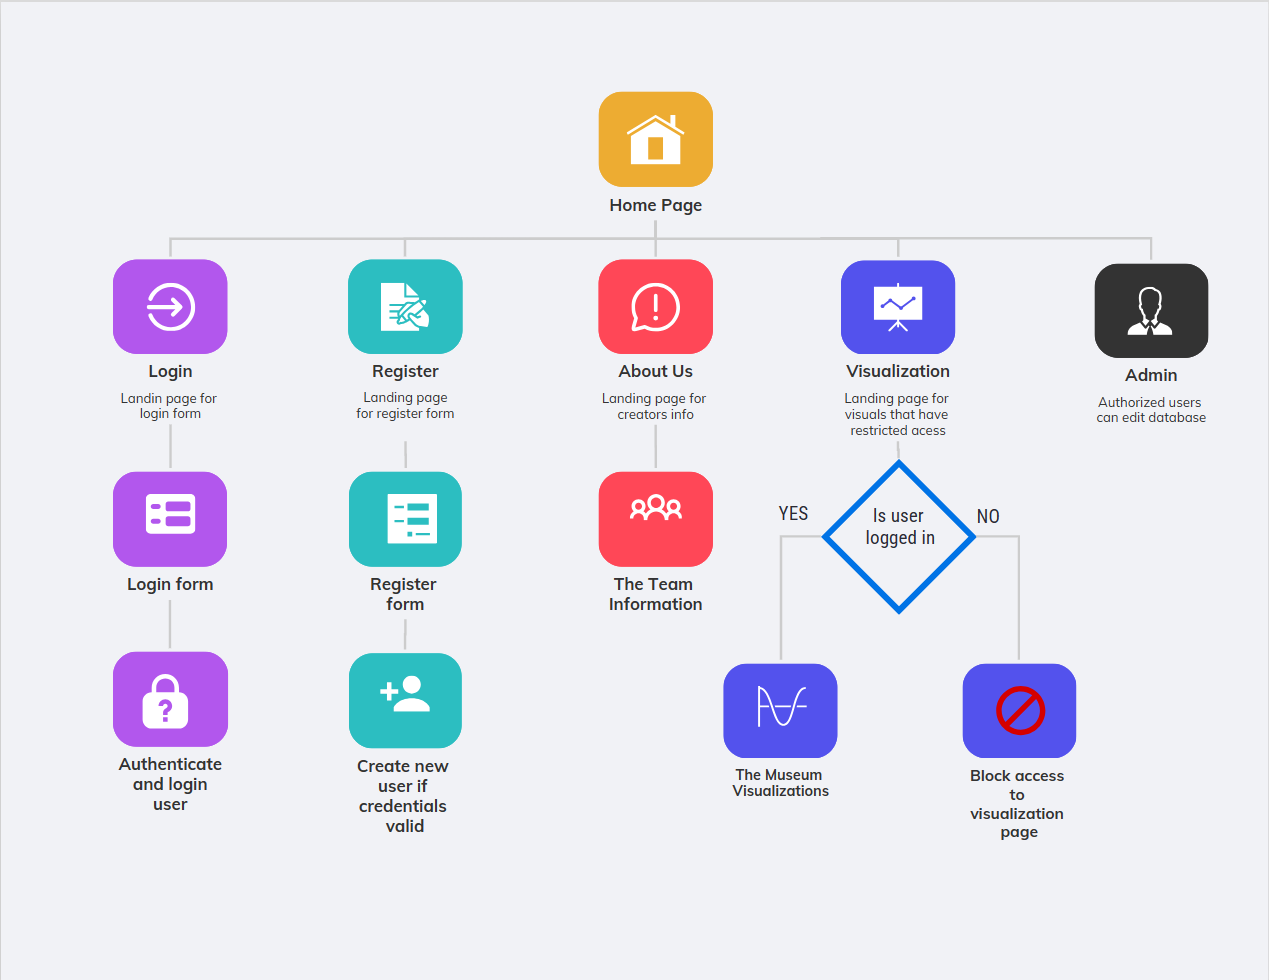 Home Page
Login
Landin page for
login form
Register
Landing page
for register form
About Us
Landing page for
creators info
Visualization
Landing page for
visuals that have
restricted acess
Admin
Authorized users
can edit database
Login form
Register
form
The Team
Information
YES
Is user
logged in
NO
Authenticate
and login
user
Create new
user if
credentials
valid
The Museum
Visualizations
Block access
to
visualization
page